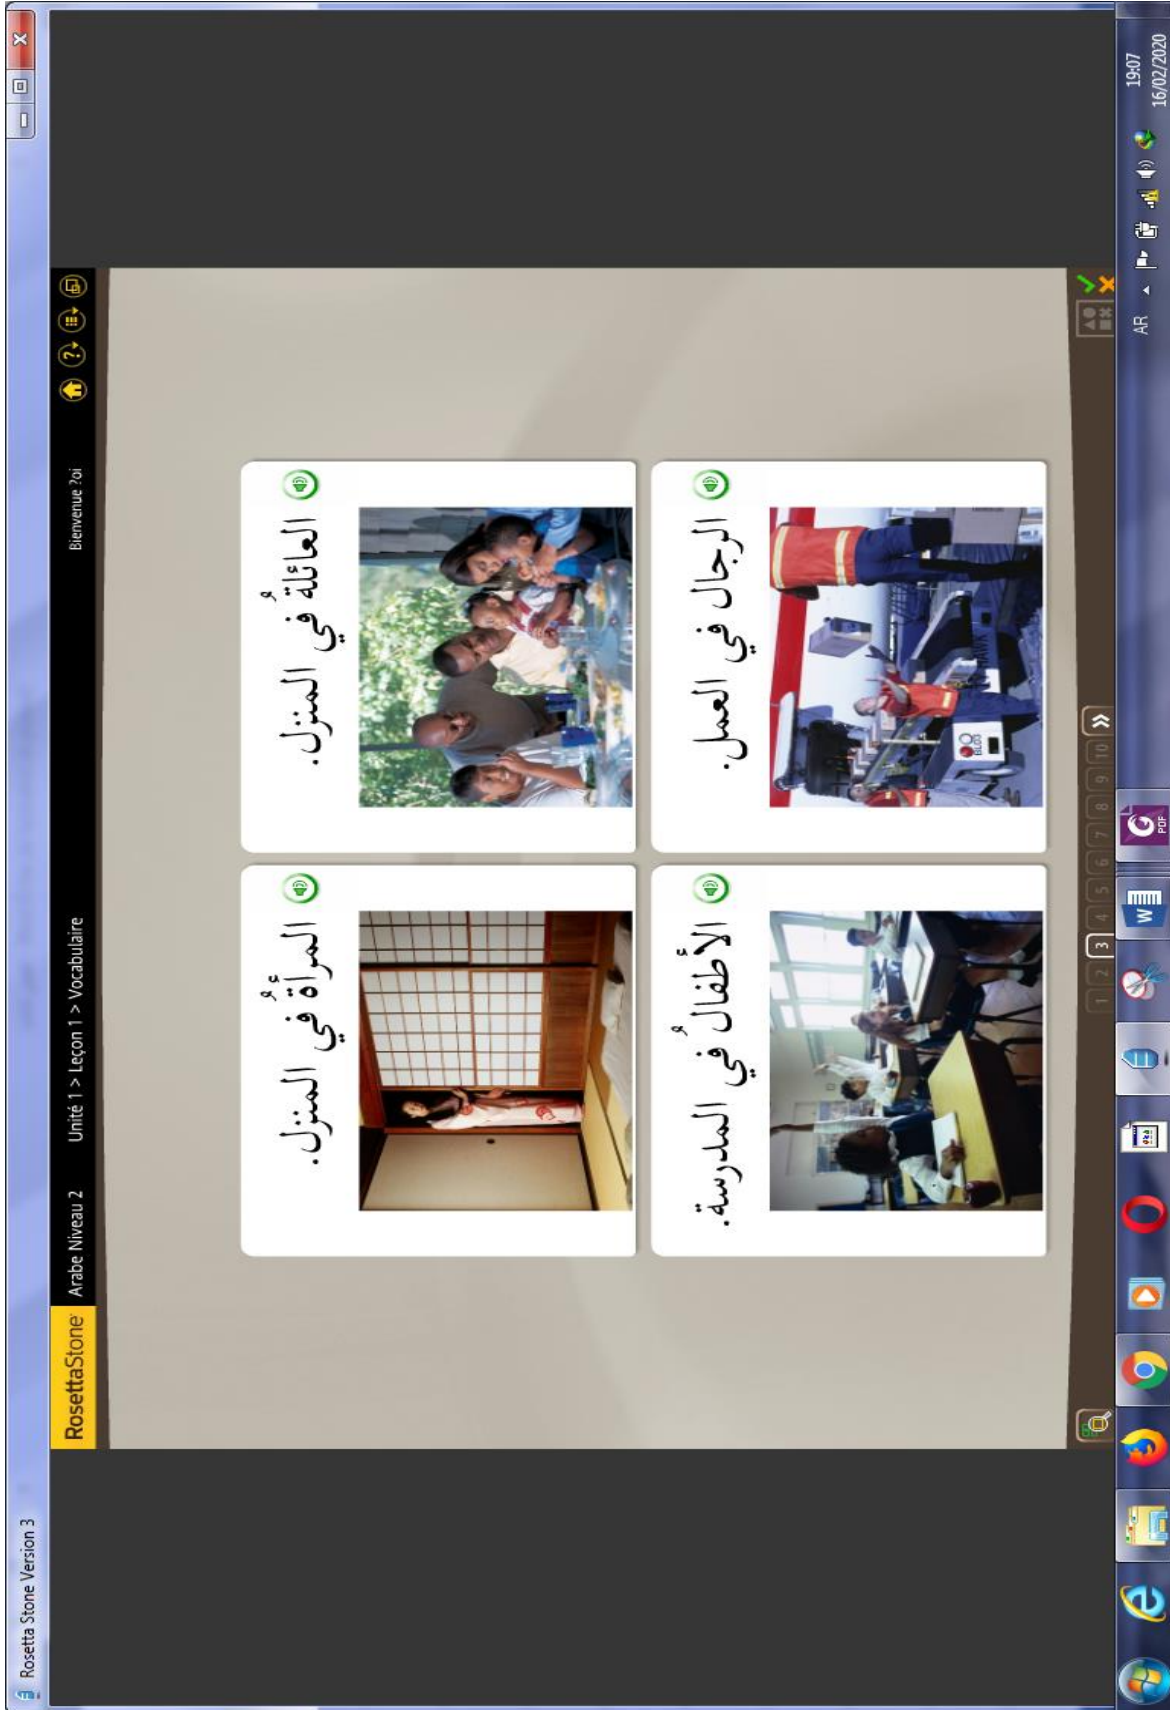 Rosetta Stone Version 3
RosettaStone
Arabe Niveau 2
Unité 1 > Leçon 1 > Vocabulaire
Bienvenue ?oi
المرأةُ في المنزل.
العائلةُ في المنزل.
الأطفالُ في المدرسة.
الرجال في العمل.
1 2 3 4 5 6 7 8 9 10
AR
19:07
16/02/2020
PDF